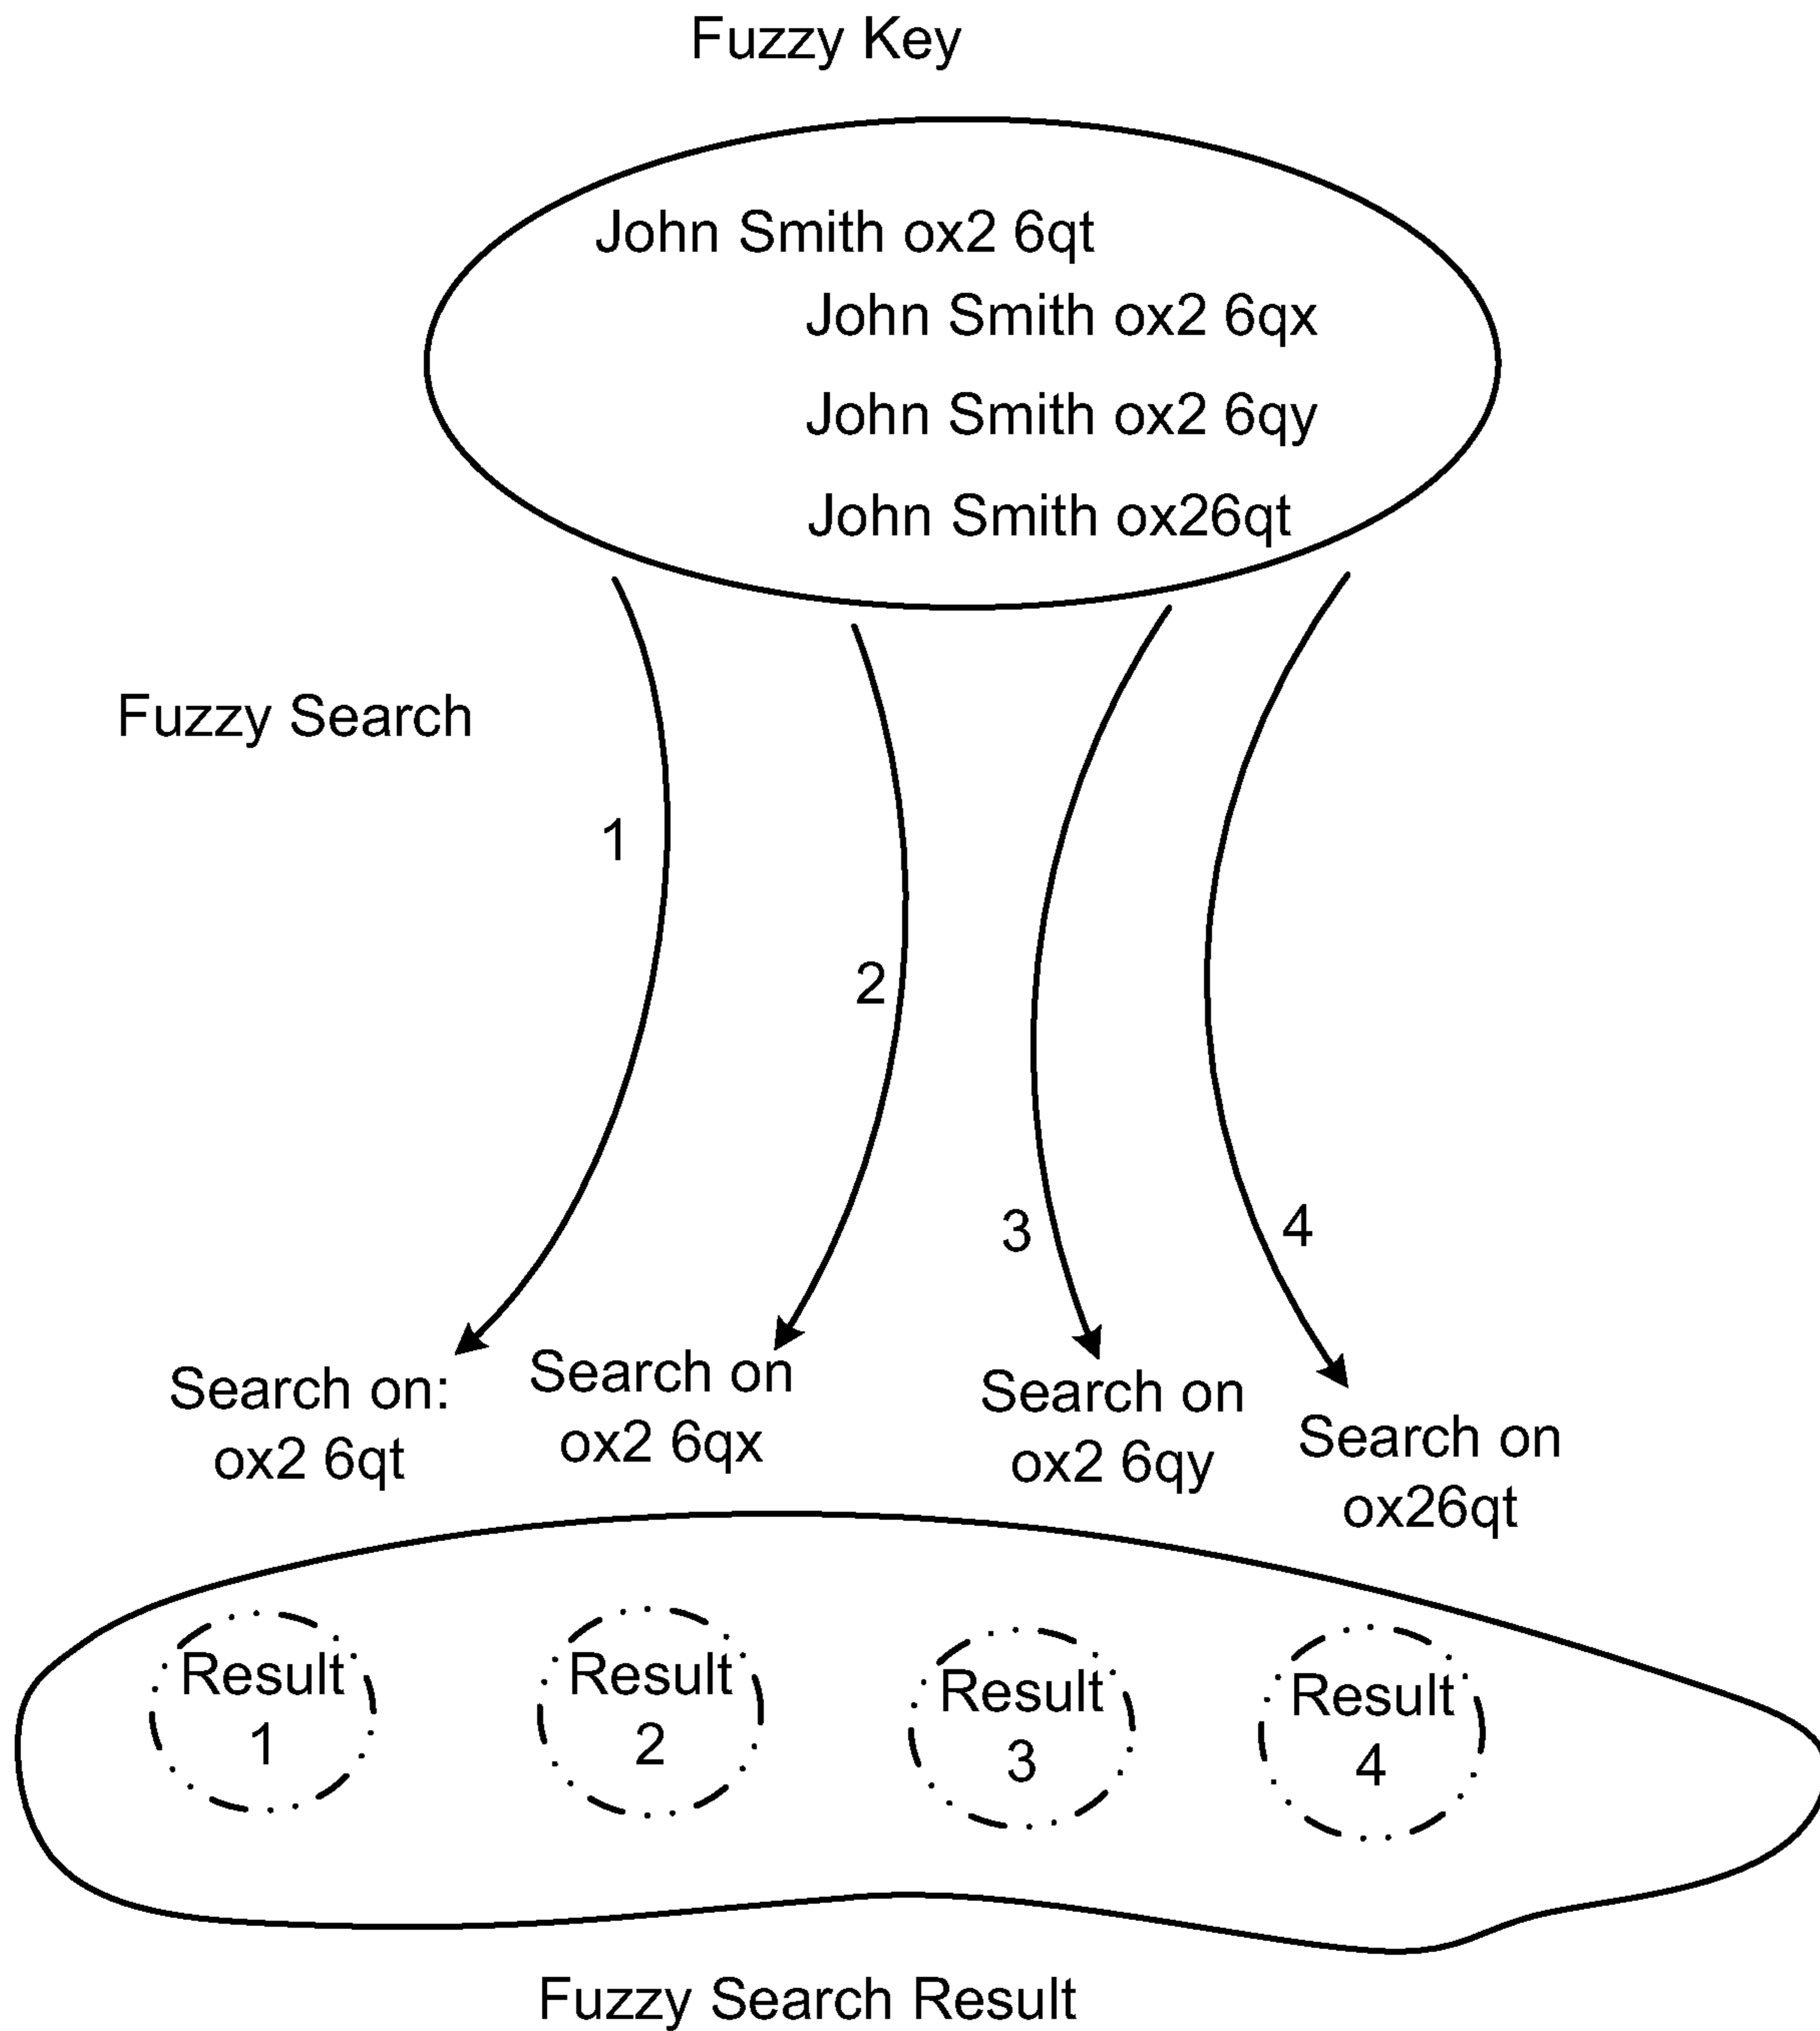 Fuzzy Key
John Smith ox2 6qt
John Smith ox2 6qx
John Smith ox2 6qy
John Smith ox26qt
Fuzzy Search
1
2
3
4
Search on:
ox2 6qt
Search on
ox2 6qx
Search on
ox2 6qy
Search on
ox26qt
Result
1
Result
2
Result
3
Result
4
Fuzzy Search Result